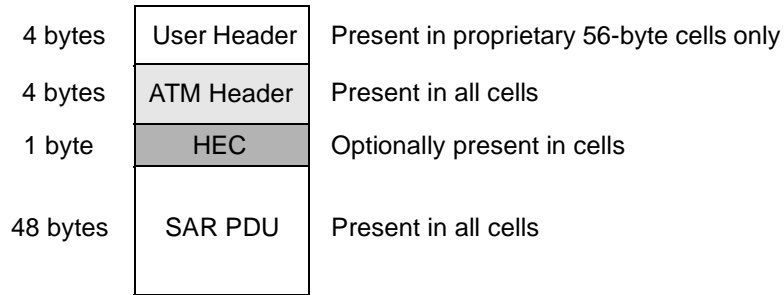 4 bytes User Header Present in proprietary 56-byte cells only
4 bytes ATM Header Present in all cells
1 byte HEC Optionally present in cells
48 bytes SAR PDU Present in all cells